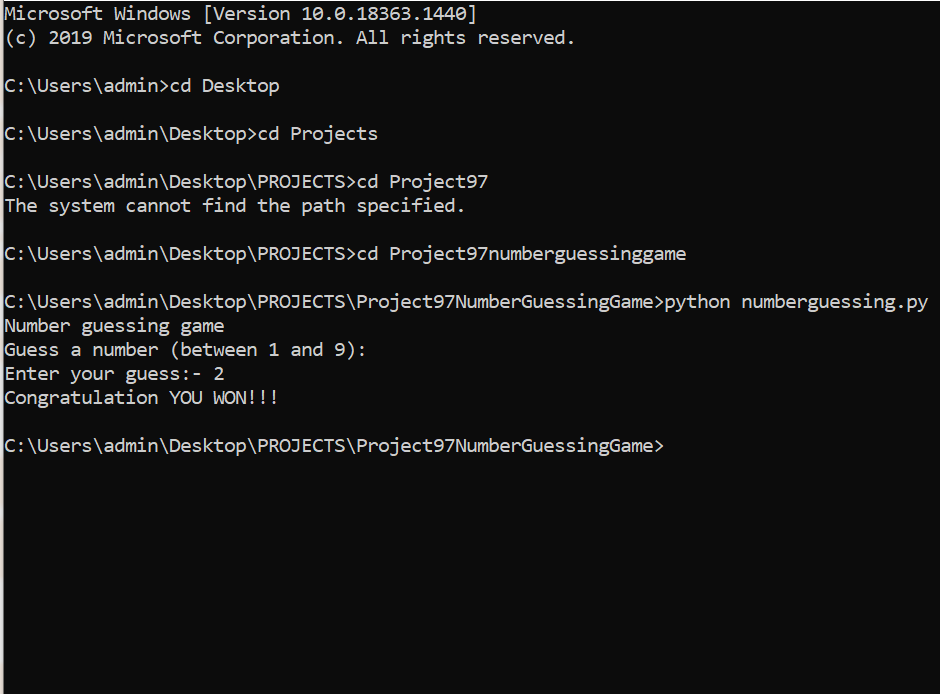 Microsoft Windows [Version 10.0.18363.1440]
(c) 2019 Microsoft Corporation. All rights reserved.
C:\Users\admin>cd Desktop
C:\Users\admin\Desktop>cd Projects
C:\Users\admin\Desktop\PROJECTS>cd Project97
The system cannot find the path specified.
C:\Users\admin\Desktop\PROJECTS>cd Project97numberguessinggame
C:\Users\admin\Desktop\PROJECTS\Project97NumberGuessingGame>python numberguessing.py
Number guessing game
Guess a number (between 1 and 9):
Enter your guess:- 2
Congratulation YOU WON!!!
C:\Users\admin\Desktop\PROJECTS\Project97NumberGuessingGame>